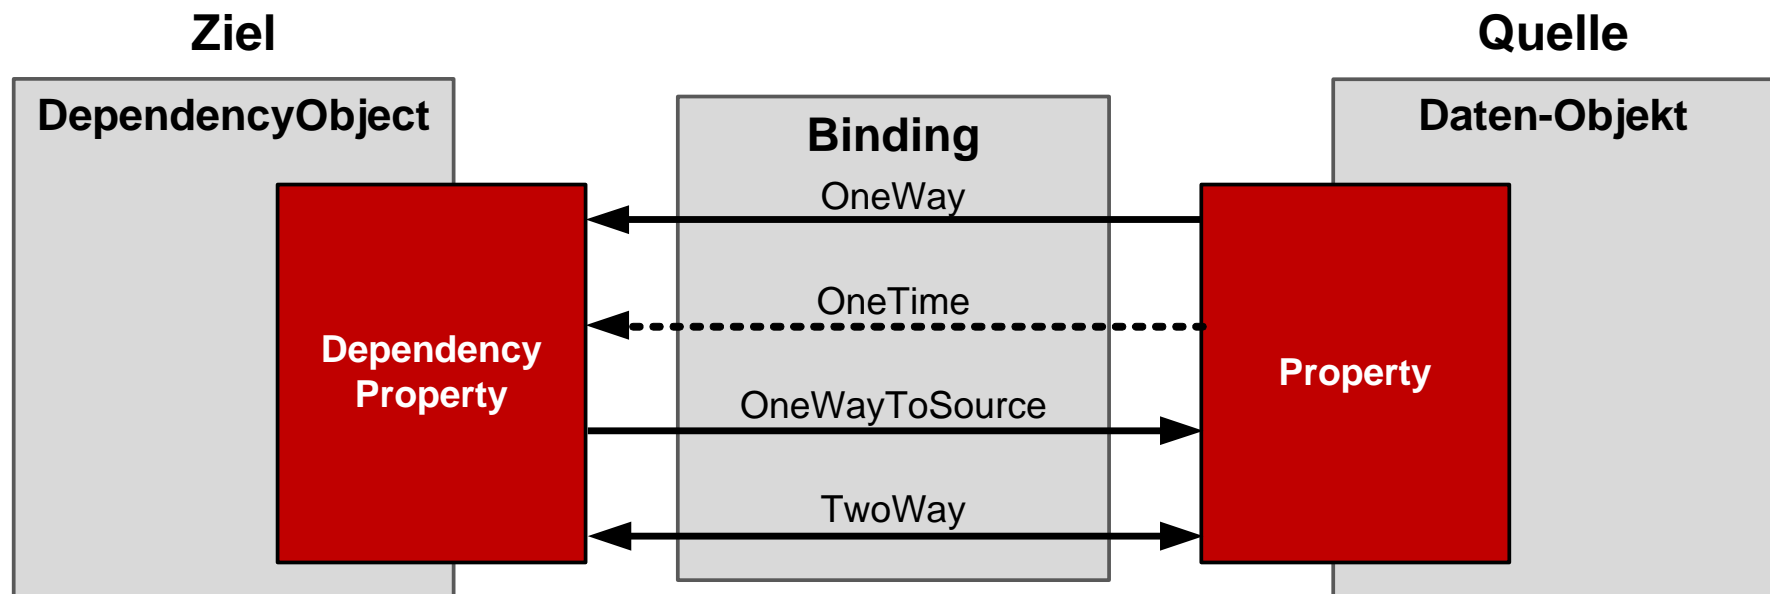 Ziel
Quelle
DependencyObject
Binding
Daten-Objekt
OneWay
OneTime
Dependency
Property
Property
OneWayToSource
TwoWay